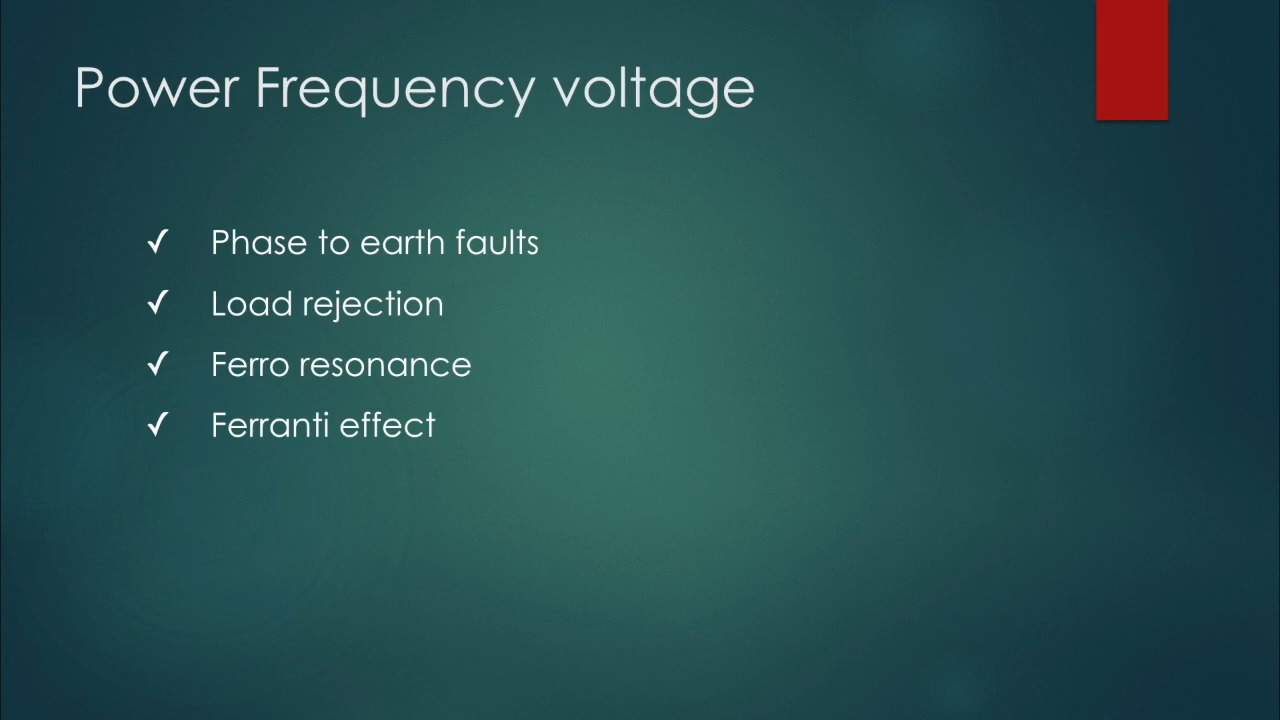 Power Frequency voltage
✓ Phase to earth faults
✓ Load rejection
✓ Ferro resonance
✓ Ferranti effect